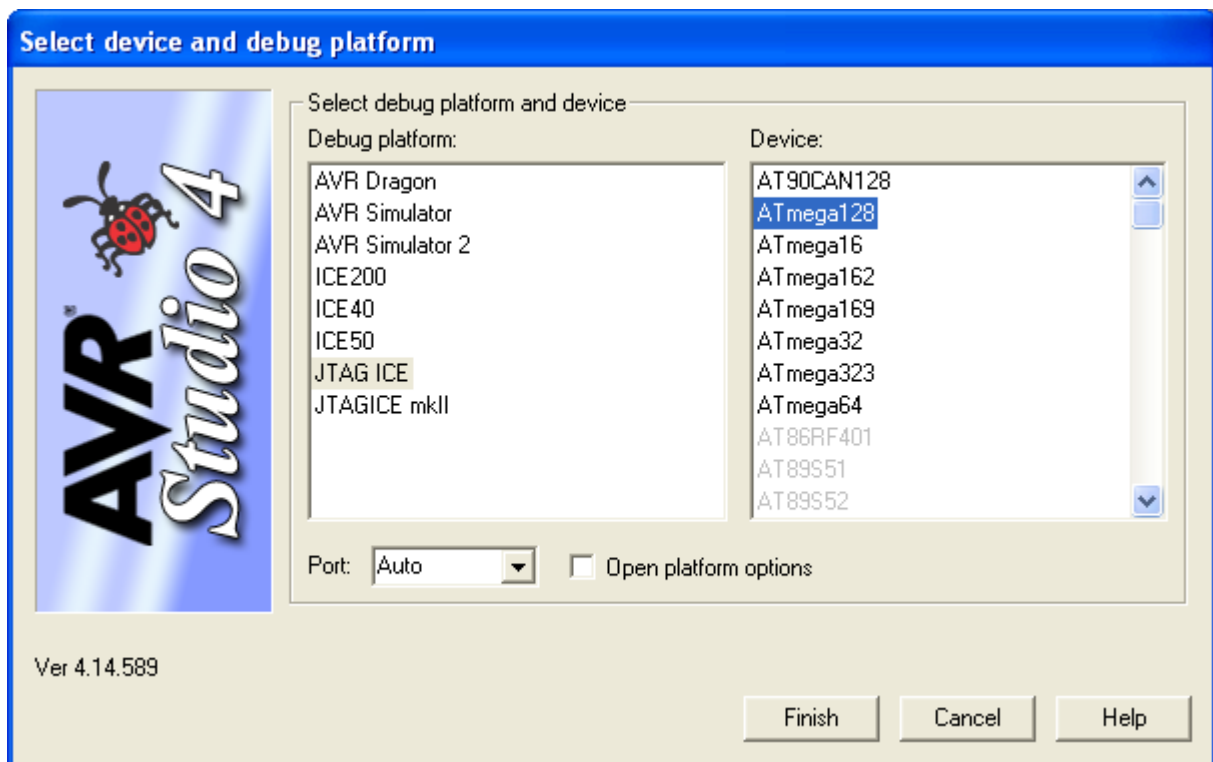 Select device and debug platform
AVR®
Studio 4
Select debug platform and device
Debug platform:
AVR Dragon
AVR Simulator
AVR Simulator 2
ICE200
ICE40
ICE50
JTAG ICE
JTAGICE mkII
Device:
AT90CAN128
ATmega128
ATmega16
ATmega162
ATmega169
ATmega32
ATmega323
ATmega64
AT86RF401
AT89S51
AT89S52
Port: Auto Open platform options
Ver 4.14.589
Finish Cancel Help